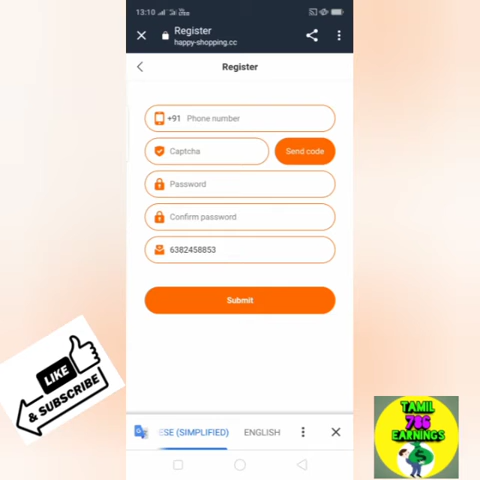 13:10
Register
happy-shopping.cc
Register
+91 Phone number
Captcha
Send code
Password
Confirm password
6382458853
Submit
LIKE
& SUBSCRIBE
ESE (SIMPLIFIED)
ENGLISH
TAMIL
786
EARNINGS
$